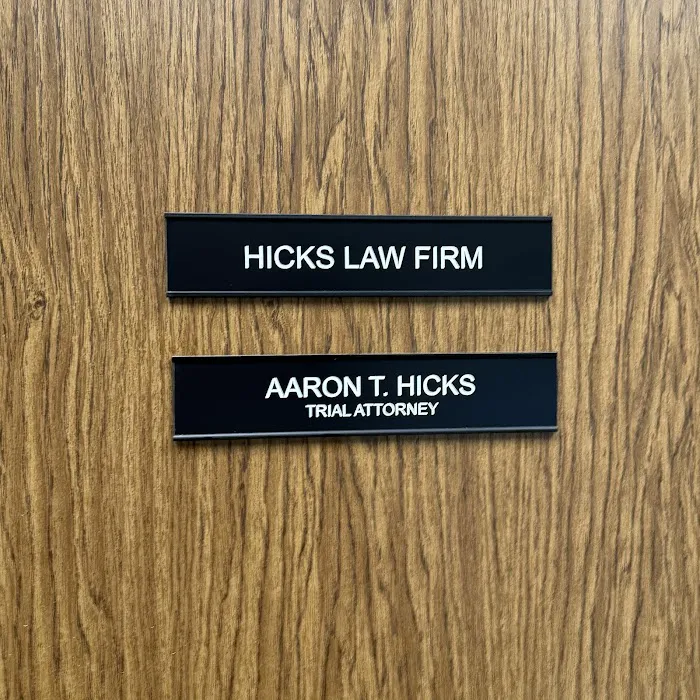 HICKS LAW FIRM
AARON T. HICKS
TRIAL ATTORNEY